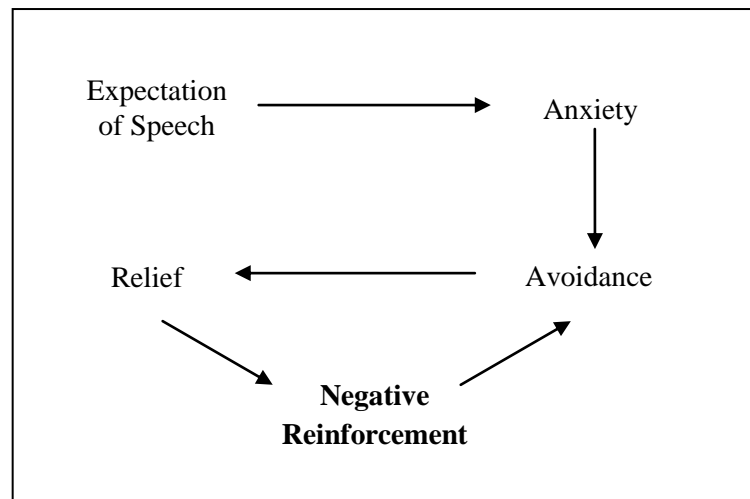 Expectation
of Speech
Anxiety
Relief
Avoidance
Negative
Reinforcement